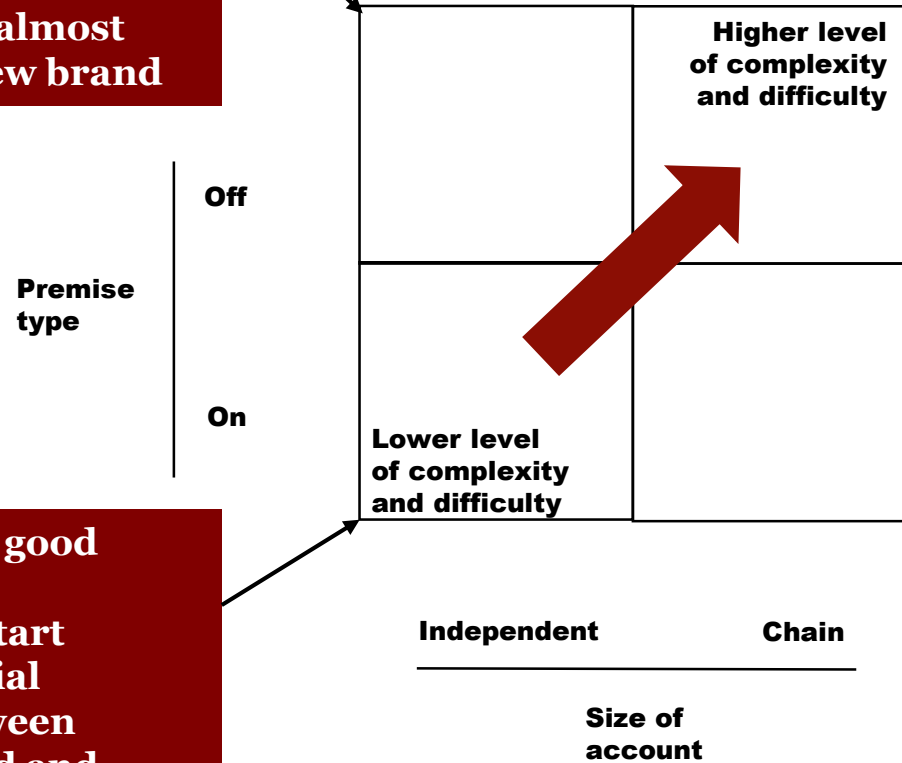 almost
ew brand
Higher level
of complexity
and difficulty
Off
Premise
type
On
Lower level
of complexity
and difficulty
good
tart
ial
veen
d and
Independent
Chain
Size of
account